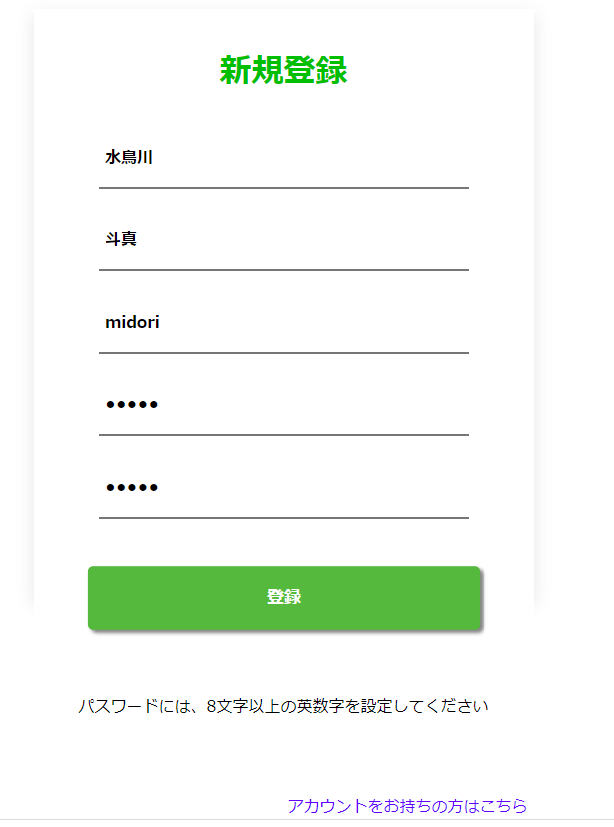 新規登録
水鳥川
斗真
midori
•••••
•••••
登録
パスワードには、8文字以上の英数字を設定してください
アカウントをお持ちの方はこちら